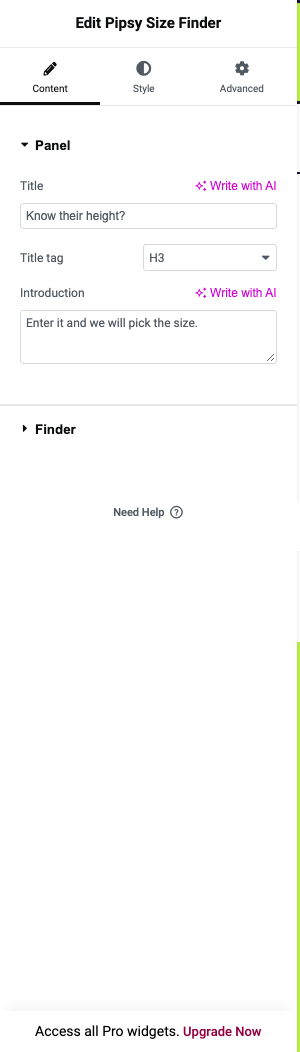 Edit Pipsy Size Finder
Content
Style
Advanced
Panel
Title
Write with AI
Know their height?
Title tag
H3
Introduction
Write with AI
Enter it and we will pick the size.
Finder
Need Help ?
Access all Pro widgets. Upgrade Now